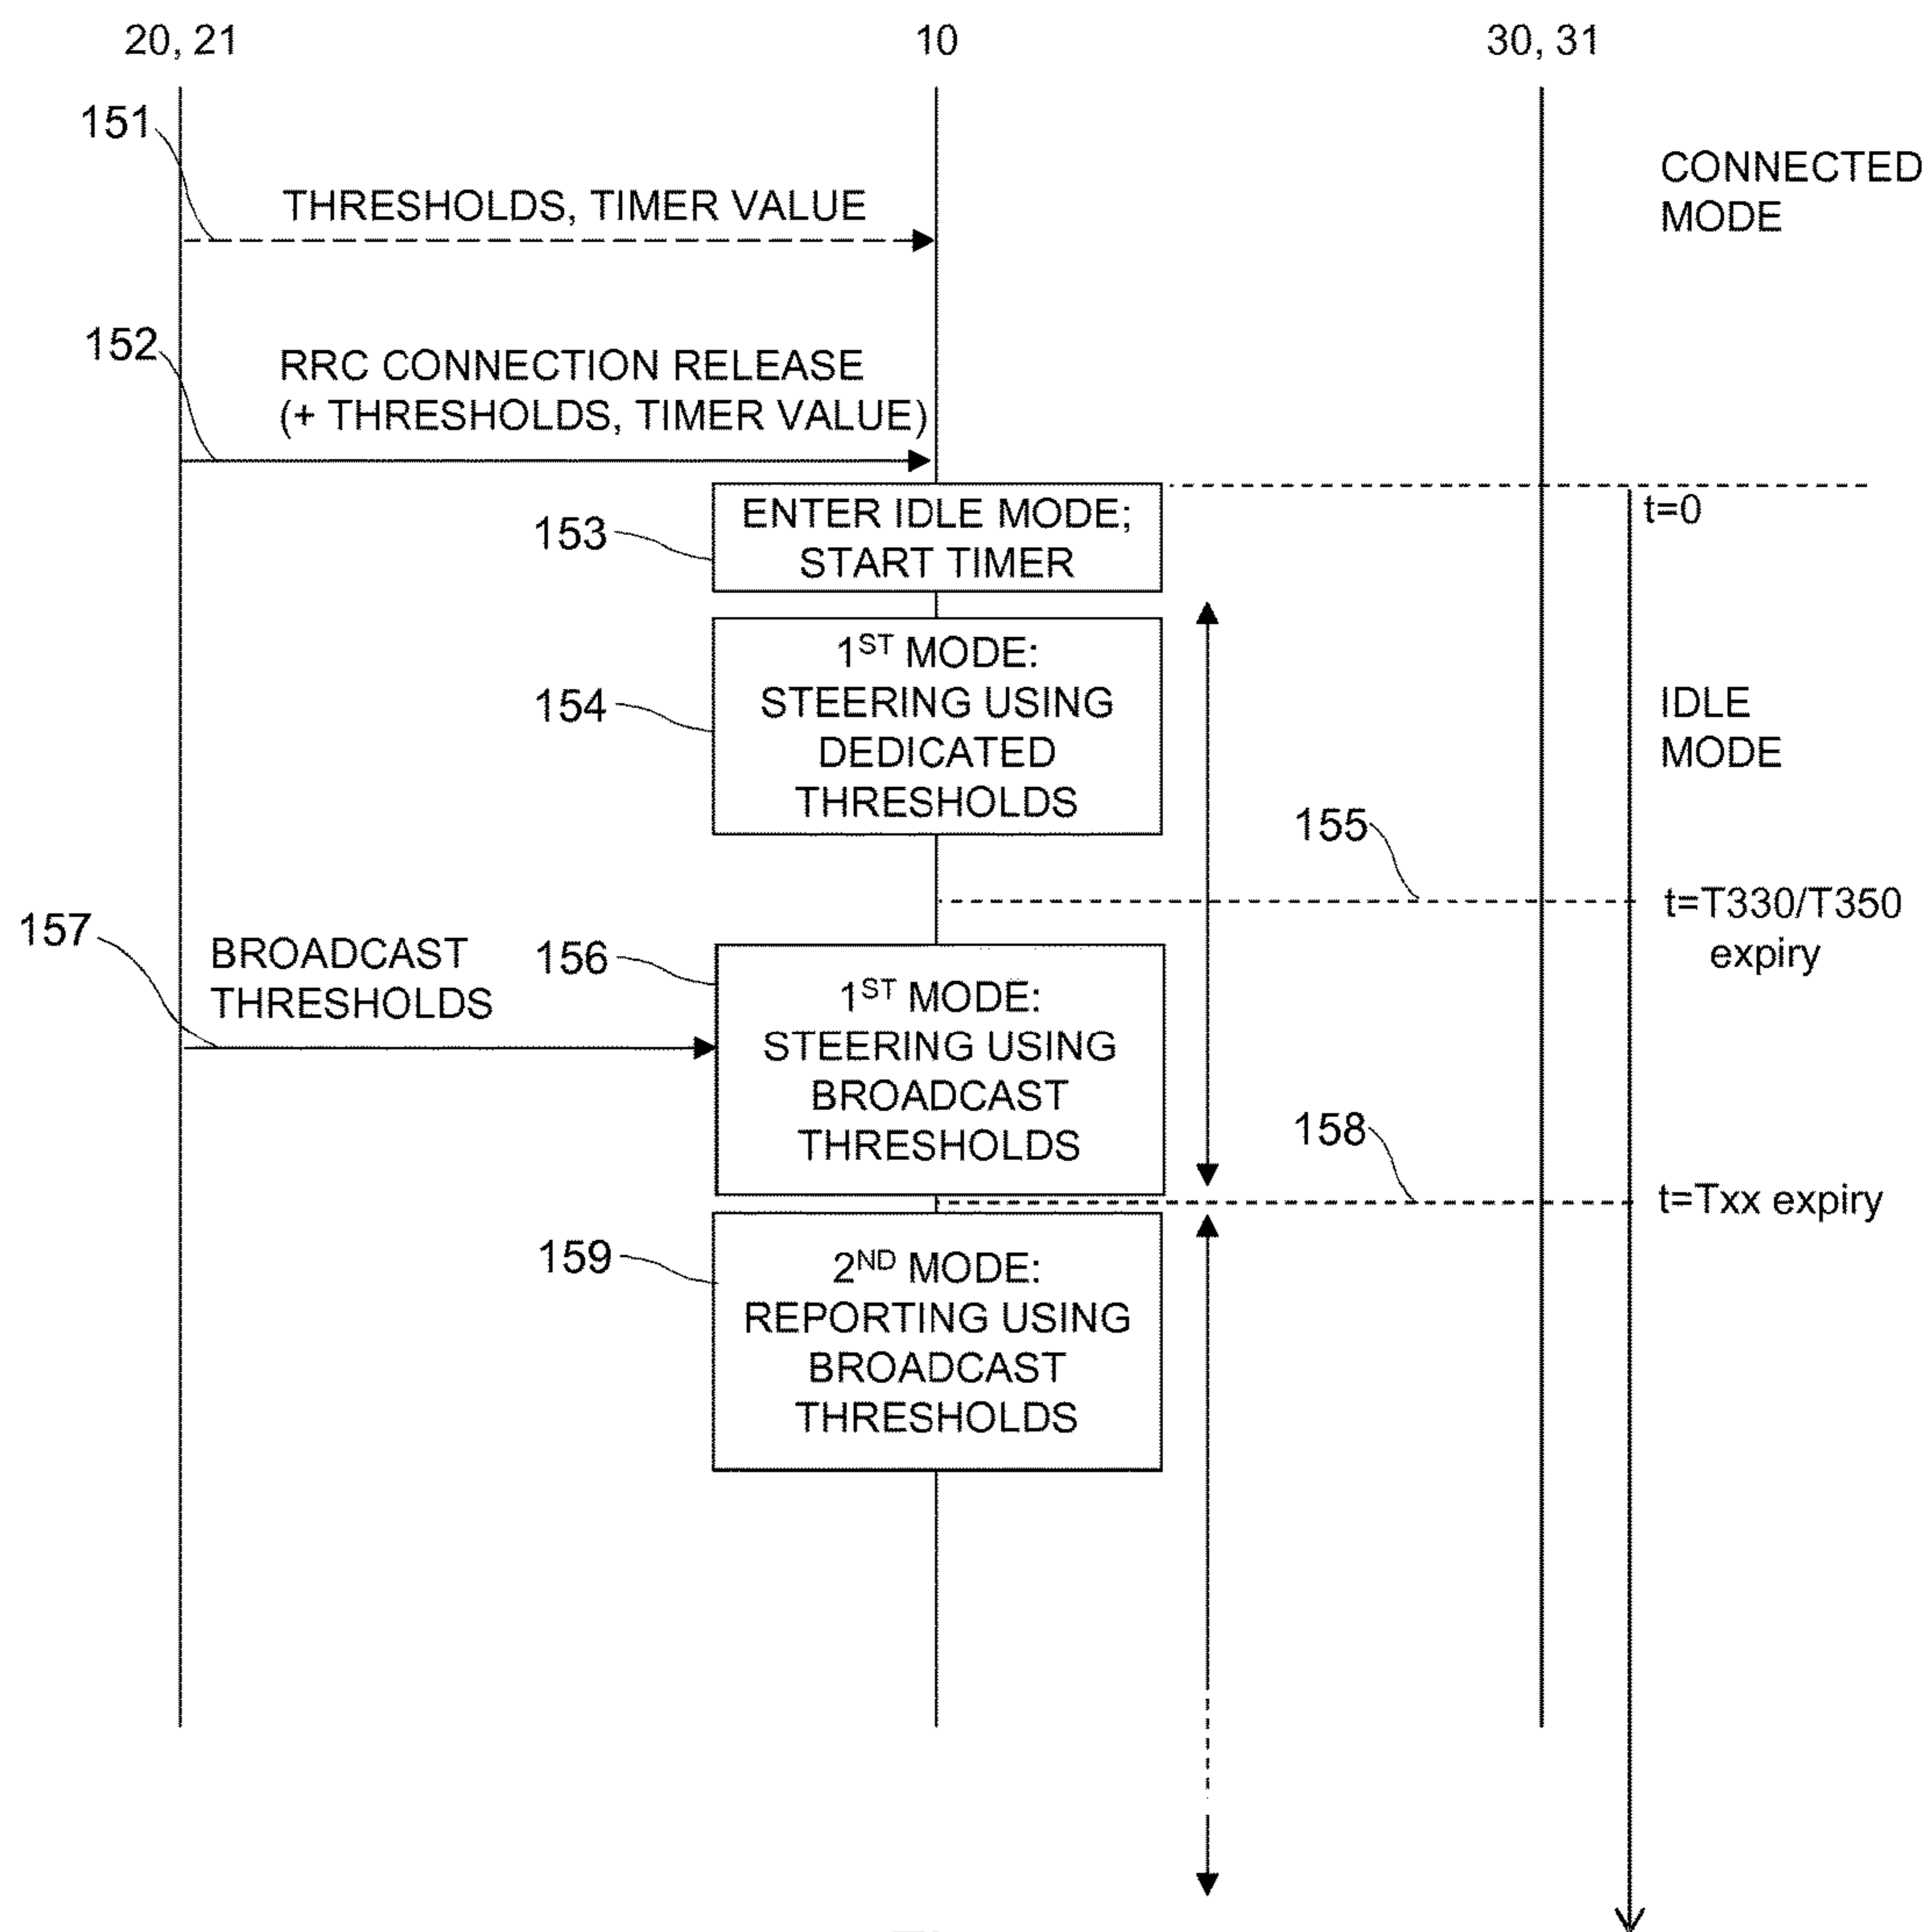 20, 21
10
30, 31
151
THRESHOLDS, TIMER VALUE
CONNECTED
MODE
152
RRC CONNECTION RELEASE
(+ THRESHOLDS, TIMER VALUE)
153
ENTER IDLE MODE;
START TIMER
t=0
154
1ST MODE:
STEERING USING
DEDICATED
THRESHOLDS
IDLE
MODE
155
t=T330/T350
expiry
157
BROADCAST
THRESHOLDS
156
1ST MODE:
STEERING USING
BROADCAST
THRESHOLDS
158
t=Txx expiry
159
2ND MODE:
REPORTING USING
BROADCAST
THRESHOLDS